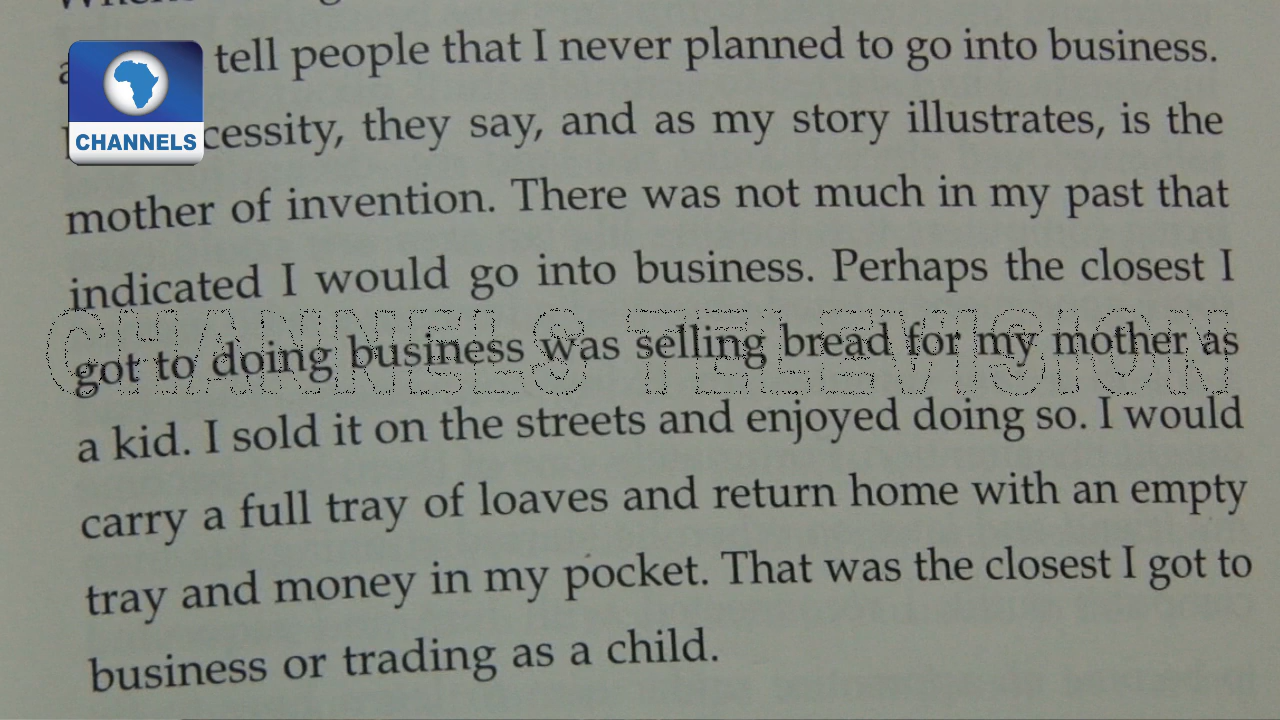 tell people that I never planned to go into business.
cessity, they say, and as my story illustrates, is the
mother of invention. There was not much in my past that
indicated I would go into business. Perhaps the closest I
got to doing business was selling bread for my mother as
a kid. I sold it on the streets and enjoyed doing so. I would
carry a full tray of loaves and return home with an empty
tray and money in my pocket. That was the closest I got to
business or trading as a child.
CHANNELS
CHANNELS TELEVISION